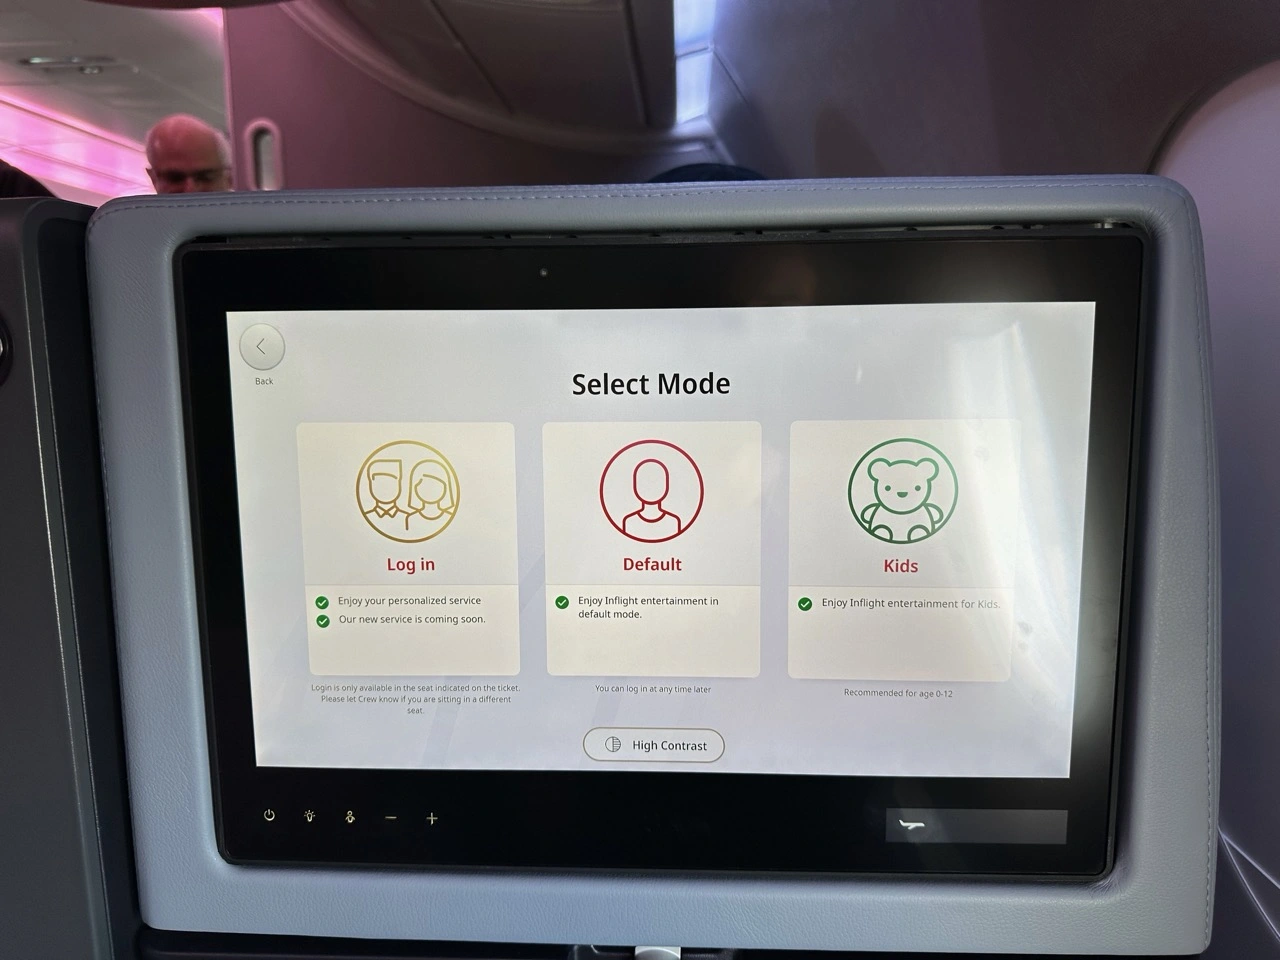 Back
Select Mode
Log in
Enjoy your personalized service
Our new service is coming soon.
Login is only available in the seat indicated on the ticket.
Please let Crew know if you are sitting in a different
seat.
Default
Enjoy Inflight entertainment in
default mode.
You can log in at any time later
Kids
Enjoy Inflight entertainment for Kids.
Recommended for age 0-12
High Contrast